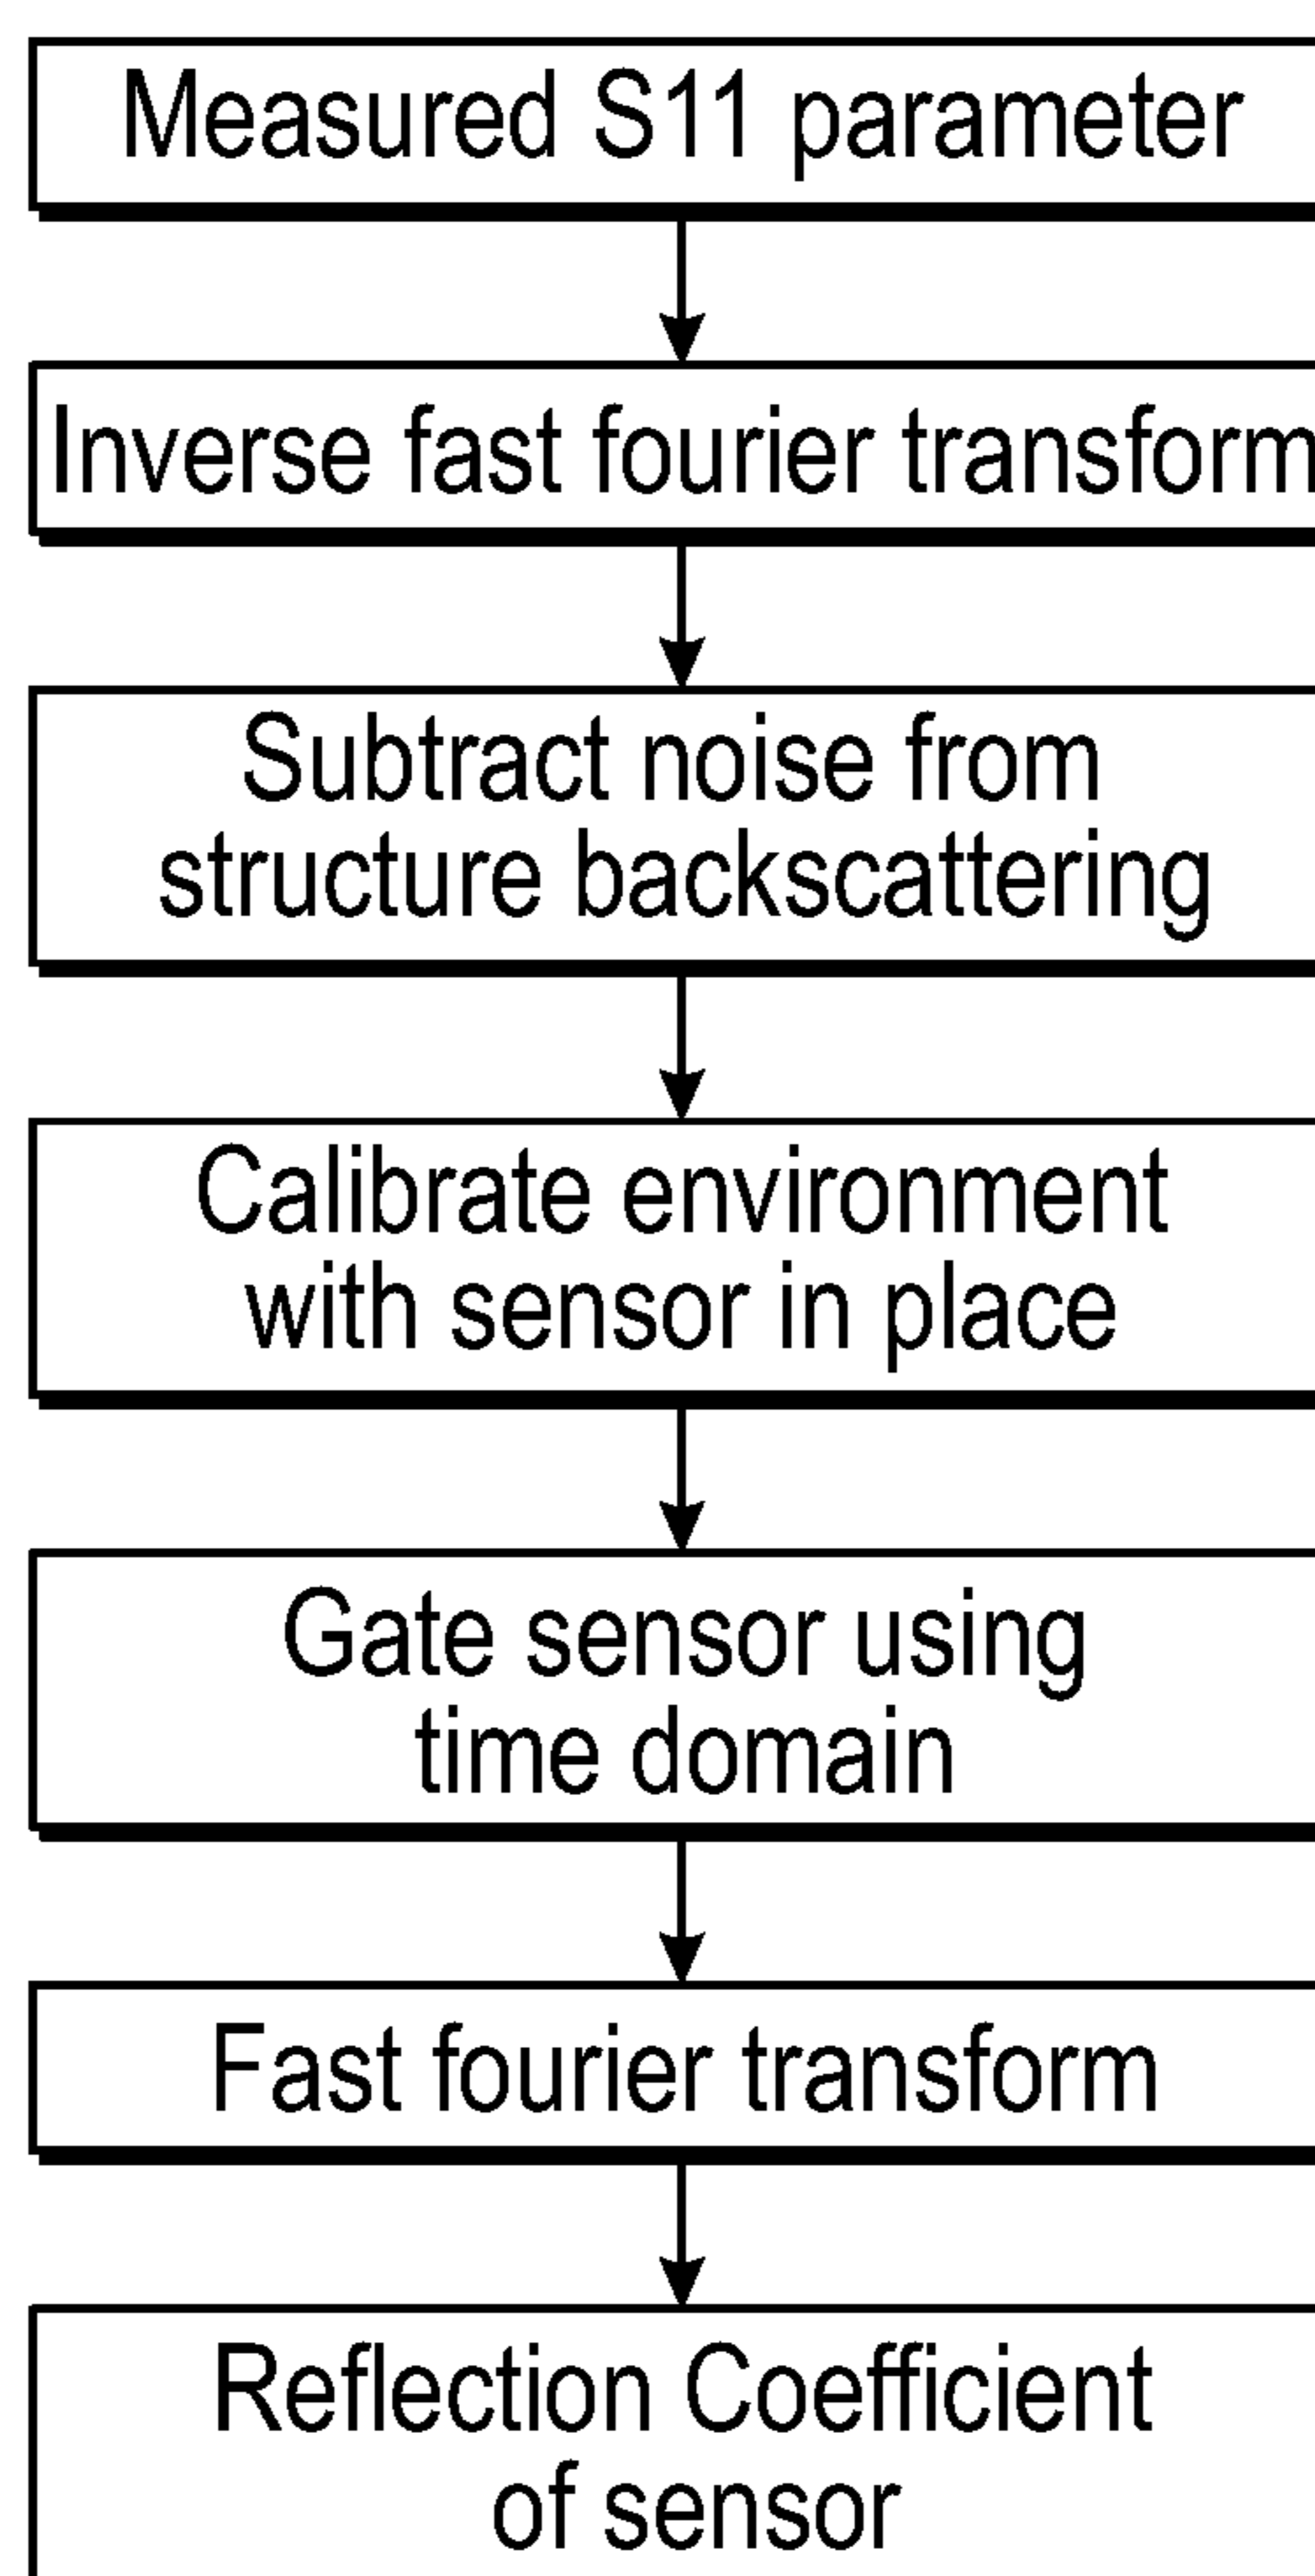 Measured S11 parameter
Inverse fast fourier transform
Subtract noise from
structure backscattering
Calibrate environment
with sensor in place
Gate sensor using
time domain
Fast fourier transform
Reflection Coefficient
of sensor